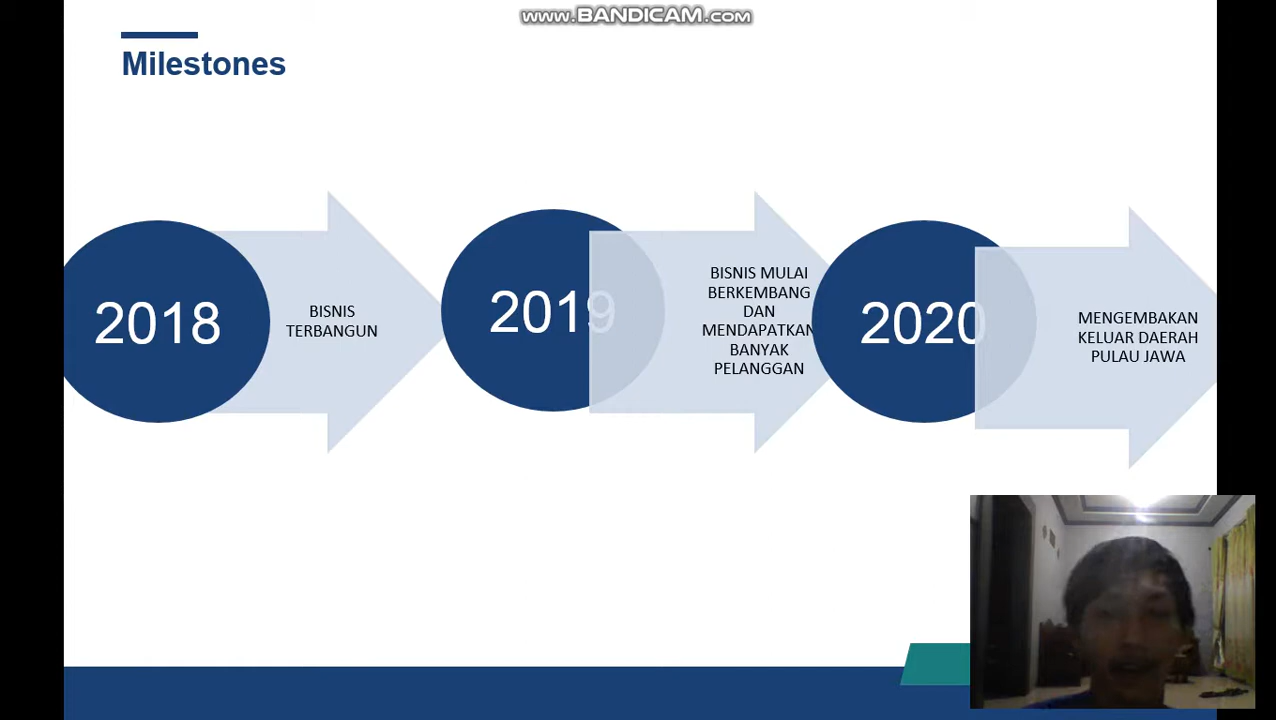 www.BANDICAM.com
Milestones
2018
BISNIS
TERBANGUN
2019
BISNIS MULAI
BERKEMBANG
DAN
MENDAPATKAN
BANYAK
PELANGGAN
2020
MENGEMBAKAN
KELUAR DAERAH
PULAU JAWA